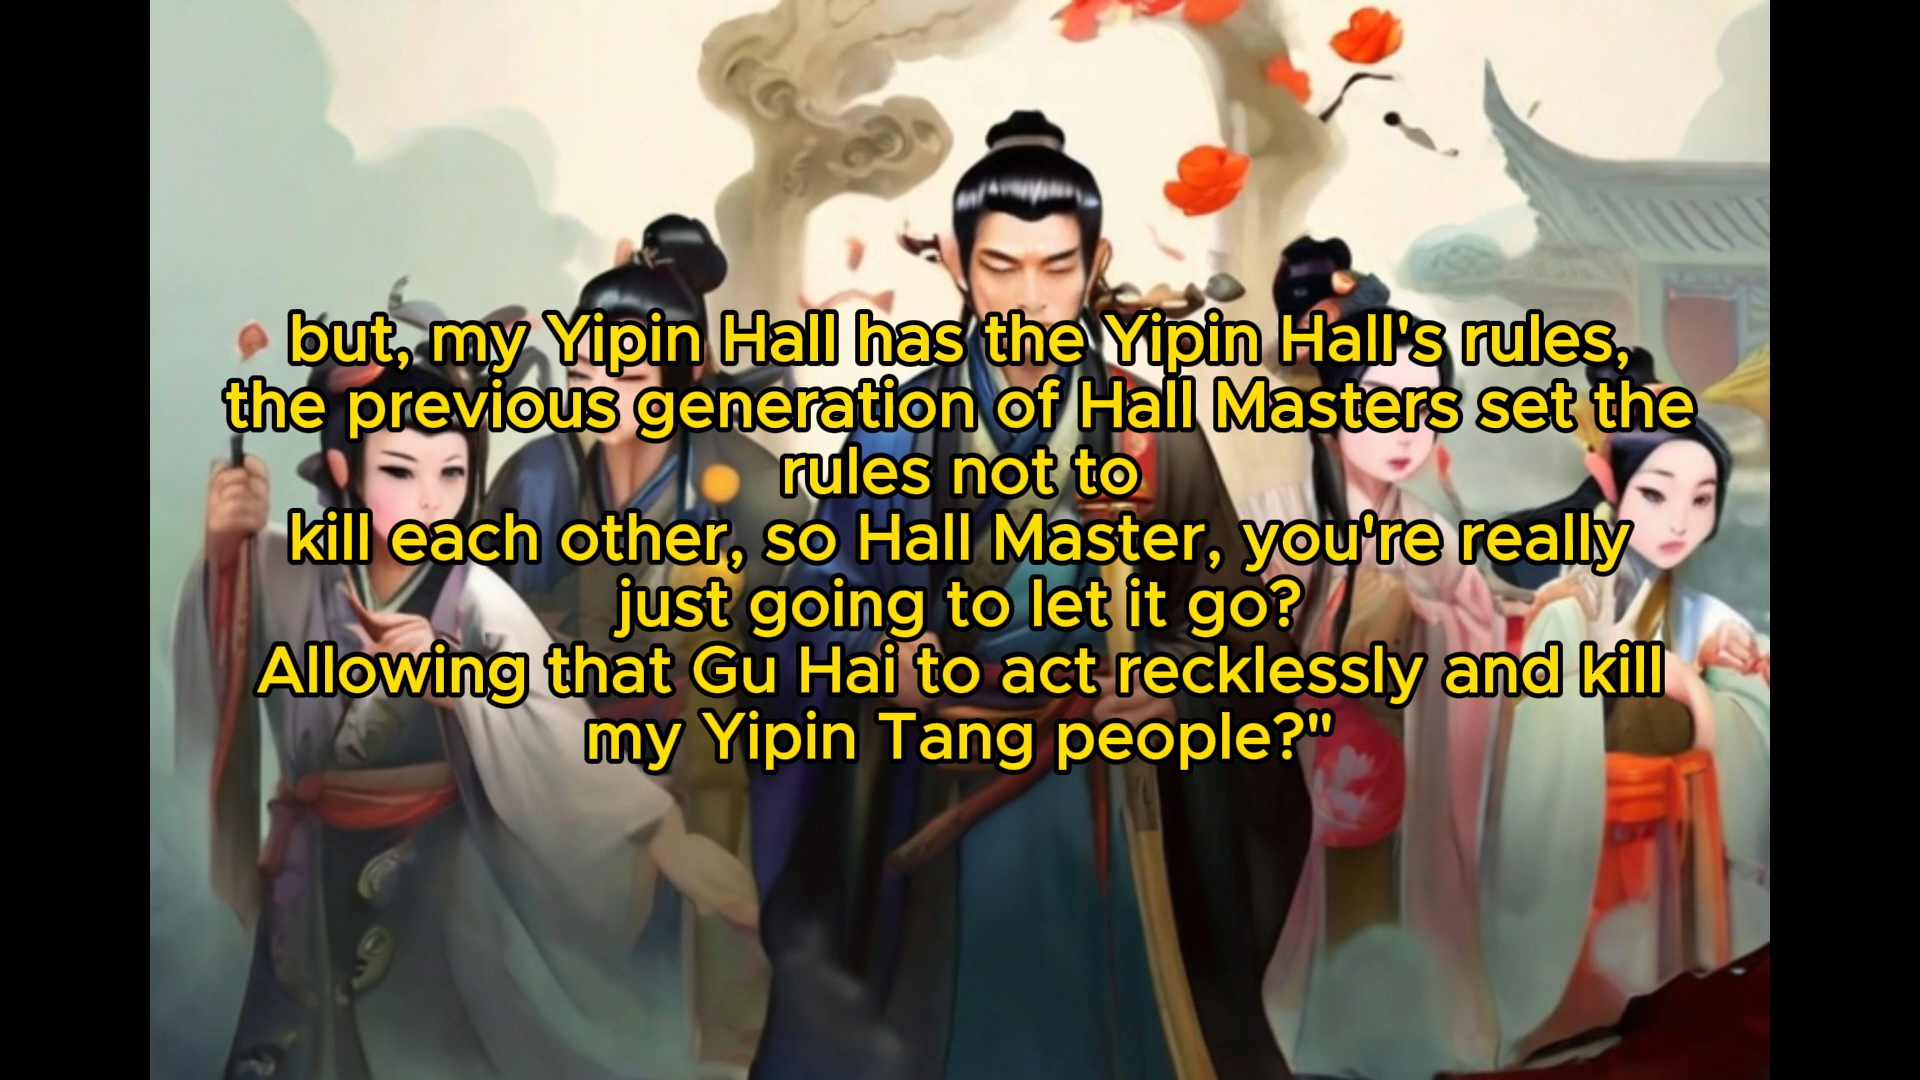 but, my Yipin Hall has the Yipin Hall's rules,
the previous generation of Hall Masters set the
rules not to
kill each other, so Hall Master, you're really
just going to let it go?
Allowing that Gu Hai to act recklessly and kill
my Yipin Tang people?"